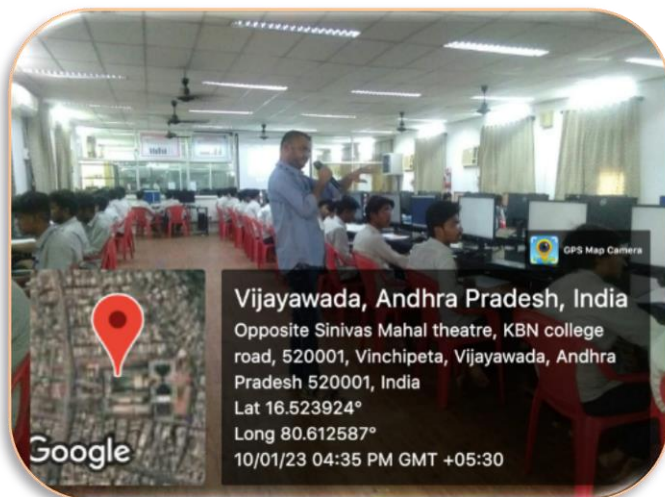 GPS Map Camera
Vijayawada, Andhra Pradesh, India
Opposite Sinivas Mahal theatre, KBN college
road, 520001, Vinchipeta, Vijayawada, Andhra
Pradesh 520001, India
Lat 16.523924°
Long 80.612587°
10/01/23 04:35 PM GMT +05:30
Google